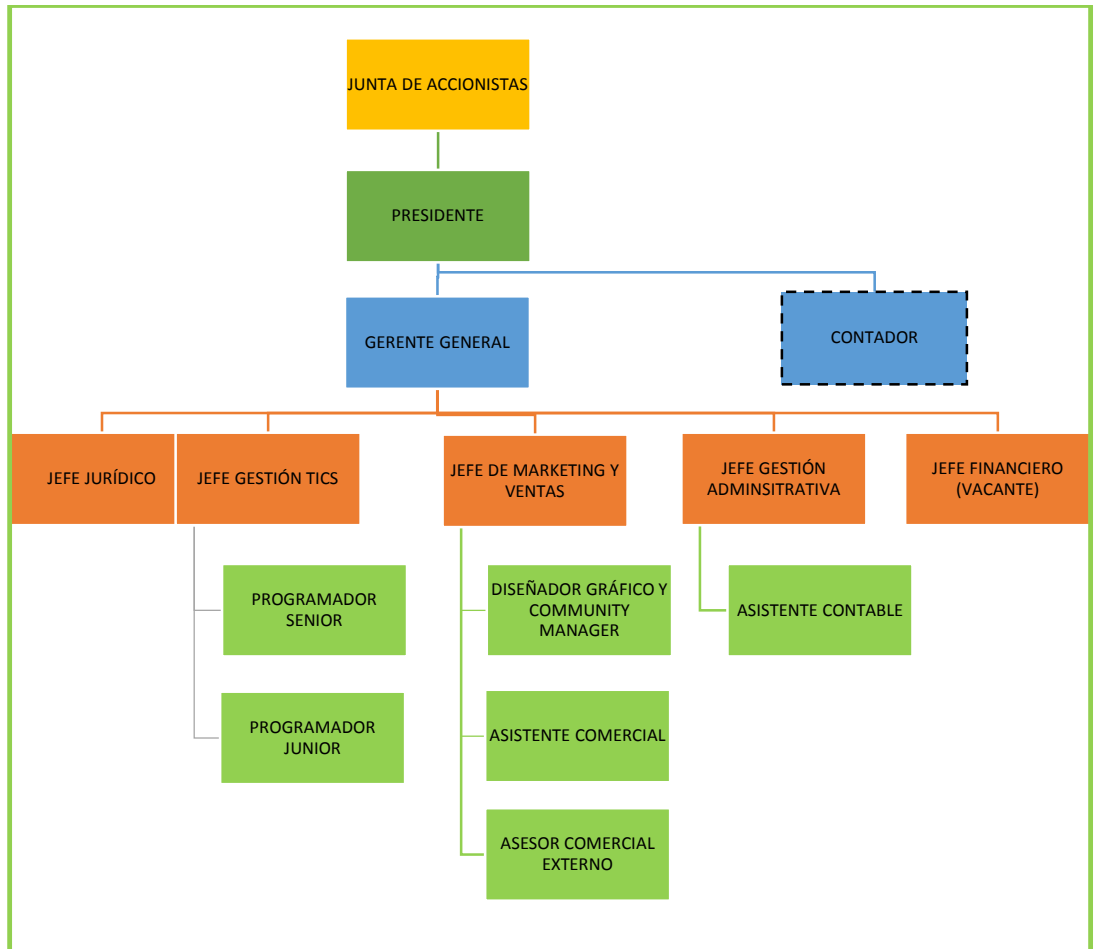 JUNTA DE ACCIONISTAS
PRESIDENTE
GERENTE GENERAL
CONTADOR
JEFE JURÍDICO
JEFE GESTIÓN TICS
JEFE DE MARKETING Y
VENTAS
JEFE GESTIÓN
ADMINSITRATIVA
JEFE FINANCIERO
(VACANTE)
PROGRAMADOR
SENIOR
DISEÑADOR GRÁFICO Y
COMMUNITY
MANAGER
ASISTENTE CONTABLE
PROGRAMADOR
JUNIOR
ASISTENTE COMERCIAL
ASESOR COMERCIAL
EXTERNO